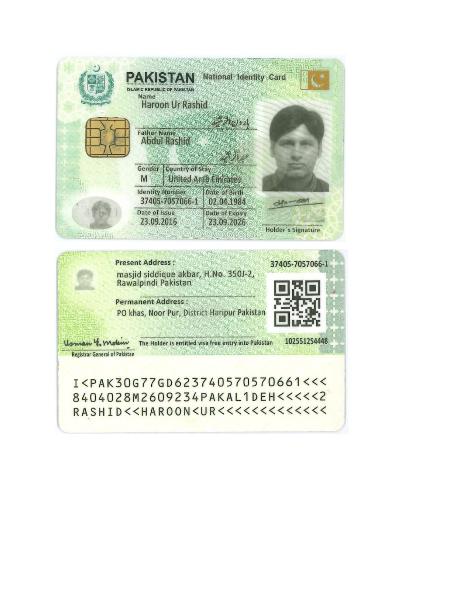 PAKISTAN National Identity Card
ISLAMIC REPUBLIC OF PAKISTAN
Name
Haroon Ur Rashid
Father Name
Abdul Rashid
Gender Country of Stay
M United Arab Emirates
Identity Number Date of Birth
37405-7057066-1 02.04.1984
Date of Issue Date of Expiry
23.09.2016 23.09.2026
Holder's Signature
Present Address : 37405-7057066-1
masjid siddique akbar, H.No. 350J-2,
Rawalpindi Pakistan
Permanent Address :
PO khas, Noor Pur, District Haripur Pakistan
The Holder is entitled visa free entry into Pakistan 102551254448
Registrar General of Pakistan
I<PAK3OG77GD623740570570661<<<
8404028M2609234PAKAL1DEH<<<<<2
RASHID<<HAROON<UR<<<<<<<<<<<<<